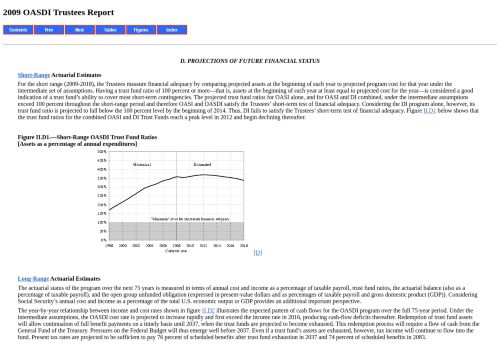 2009 OASDI Trustees Report
Contents Prev Next Tables Figures Index
D. PROJECTIONS OF FUTURE FINANCIAL STATUS
Short-Range Actuarial Estimates
For the short range (2009-2018), the Trustees measure financial adequacy by comparing projected assets at the beginning of each year to projected program cost for that year under the
intermediate set of assumptions. Having a trust fund ratio of 100 percent or more—that is, assets at the beginning of each year at least equal to projected cost for the year—is considered a good
indication of a trust fund's ability to cover most short-term contingencies. The projected trust fund ratios for OASI alone, and for OASI and DI combined, under the intermediate assumptions
exceed 100 percent throughout the short-range period and therefore OASI and OASDI satisfy the Trustees' short-term test of financial adequacy. Considering the DI program alone, however, its
trust fund ratio is projected to fall below the 100 percent level by the beginning of 2014. Thus, DI fails to satisfy the Trustees' short-term test of financial adequacy. Figure II.D1 below shows that
the trust fund ratios for the combined OASI and DI Trust Funds reach a peak level in 2012 and begin declining thereafter.
Figure II.D1.—Short-Range OASDI Trust Fund Ratios
[Assets as a percentage of annual expenditures]
500%
450%
400%
Historical Estimated
350%
300%
250%
200%
150%
"Minimum" level for short-term financial adequacy
100%
50%
0%
1998 2000 2002 2004 2006 2008 2010 2012 2014 2016 2018
Calendar year
[D]
Long-Range Actuarial Estimates
The actuarial status of the program over the next 75 years is measured in terms of annual cost and income as a percentage of taxable payroll, trust fund ratios, the actuarial balance (also as a
percentage of taxable payroll), and the open group unfunded obligation (expressed in present-value dollars and as percentages of taxable payroll and gross domestic product (GDP)). Considering
Social Security's annual cost and income as a percentage of the total U.S. economic output or GDP provides an additional important perspective.
The year-by-year relationship between income and cost rates shown in figure II.D2 illustrates the expected pattern of cash flows for the OASDI program over the full 75-year period. Under the
intermediate assumptions, the OASDI cost rate is projected to increase rapidly and first exceed the income rate in 2016, producing cash-flow deficits thereafter. Redemption of trust fund assets
will allow continuation of full benefit payments on a timely basis until 2037, when the trust funds are projected to become exhausted. This redemption process will require a flow of cash from the
General Fund of the Treasury. Pressures on the Federal Budget will thus emerge well before 2037. Even if a trust fund's assets are exhausted, however, tax income will continue to flow into the
fund. Present tax rates are projected to be sufficient to pay 76 percent of scheduled benefits after trust fund exhaustion in 2037 and 74 percent of scheduled benefits in 2083.